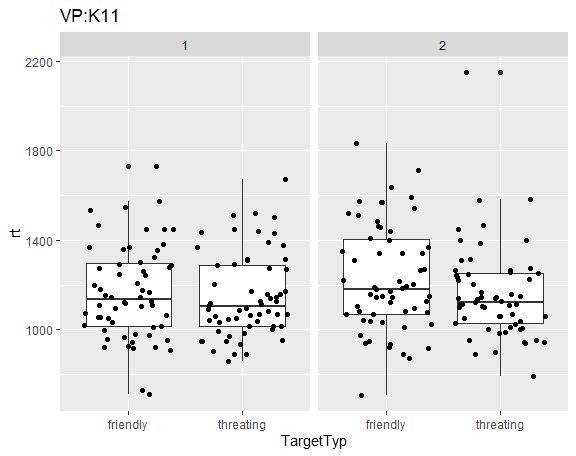 VP:K11
1 2
2200
1800
1400
1000
rt
friendly threating friendly threating
TargetTyp